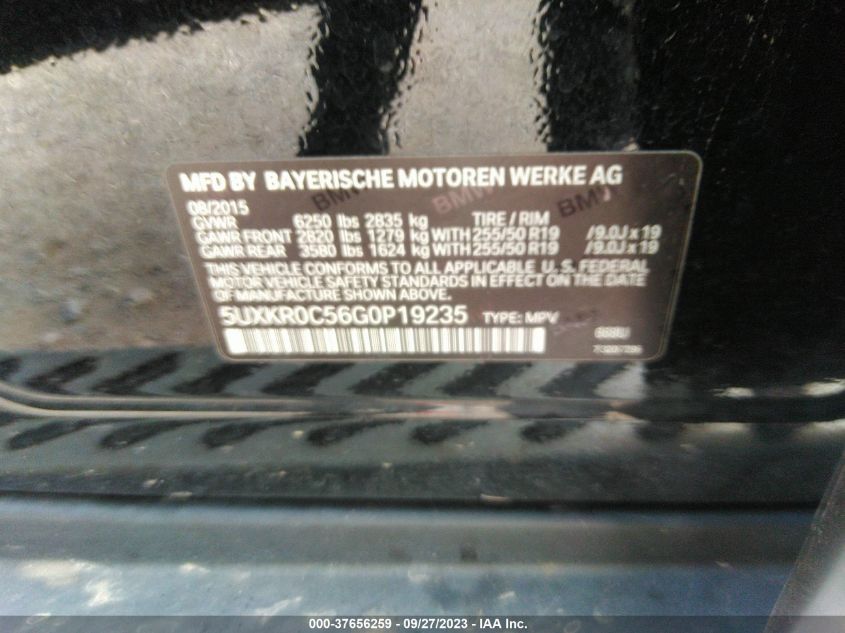 MFD BY BAYERISCHE MOTOREN WERKE AG
08/2015
GVWR 6250 lbs 2835 kg TIRE / RIM
GAWR FRONT 2820 lbs 1279 kg WITH 255/50 R19 /9.0J x 19
GAWR REAR 3580 lbs 1624 kg WITH 255/50 R19 /9.0J x 19
THIS VEHICLE CONFORMS TO ALL APPLICABLE U.S. FEDERAL
MOTOR VEHICLE SAFETY STANDARDS IN EFFECT ON THE DATE
OF MANUFACTURE SHOWN ABOVE.
5UXKR0C56G0P19235 TYPE: MPV
000-37656259 - 09/27/2023 - IAA Inc.